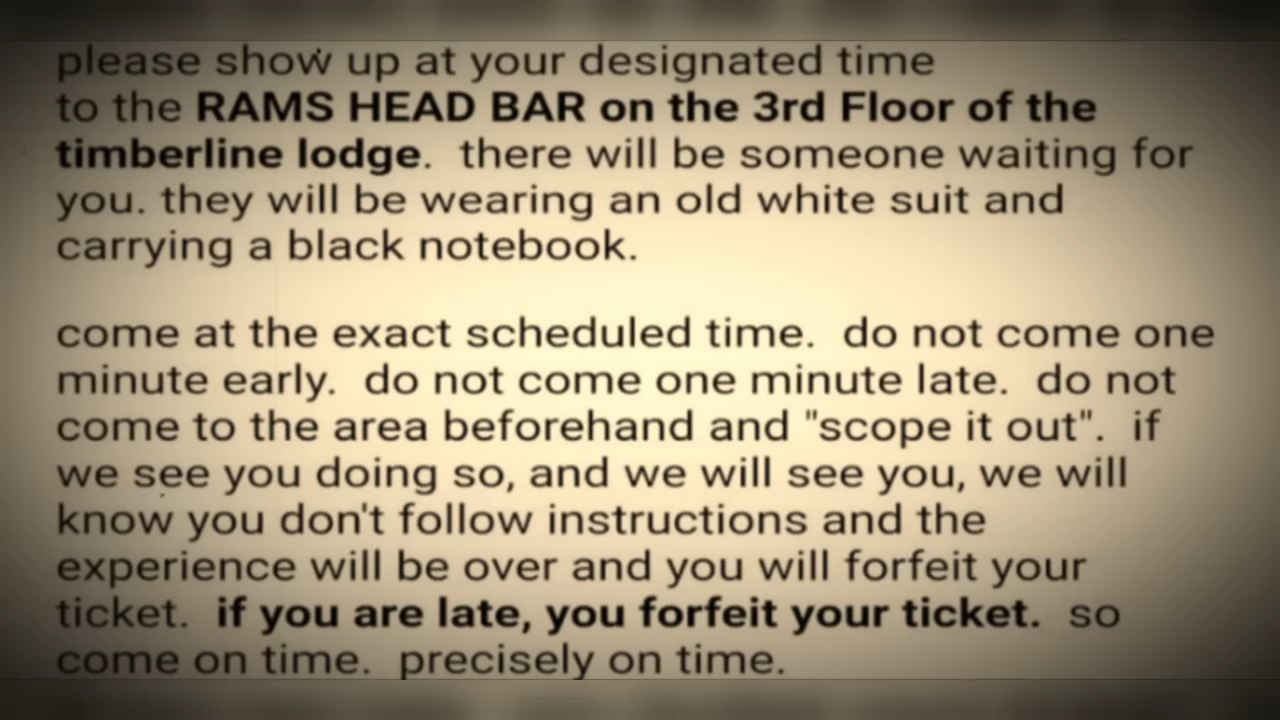 please show up at your designated time
to the RAMS HEAD BAR on the 3rd Floor of the
timberline lodge.  there will be someone waiting for
you. they will be wearing an old white suit and
carrying a black notebook.
come at the exact scheduled time.  do not come one
minute early.  do not come one minute late.  do not
come to the area beforehand and "scope it out".  if
we see you doing so, and we will see you, we will
know you don't follow instructions and the
experience will be over and you will forfeit your
ticket.  if you are late, you forfeit your ticket.  so
come on time.  precisely on time.